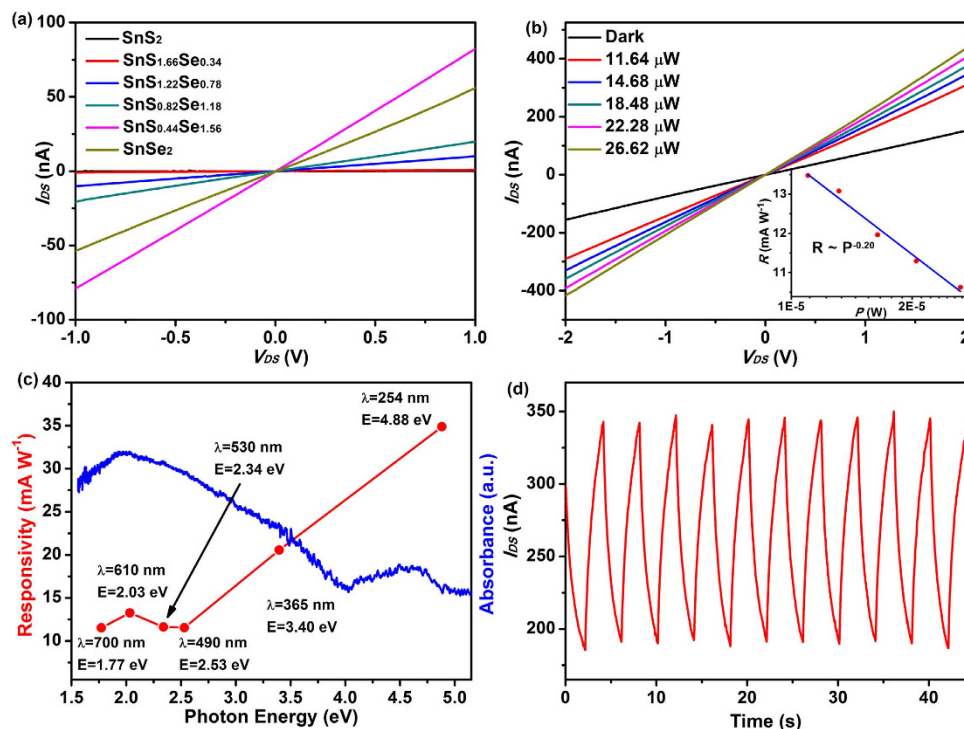 (a)
SnS₂
SnS₁.₆₆Se₀.₃₄
SnS₁.₂₂Se₀.₇₈
SnS₀.₈₂Se₁.₁₈
SnS₀.₄₄Se₁.₅₆
SnSe₂
100
50
0
-50
-100
I_DS (nA)
-1.0 -0.5 0.0 0.5 1.0
V_DS (V)
(b)
Dark
11.64 μW
14.68 μW
18.48 μW
22.28 μW
26.62 μW
400
200
0
-200
-400
I_DS (nA)
-2 -1 0 1 2
V_DS (V)
13
12
11
R (mA W⁻¹)
R ~ P⁻⁰·²⁰
1E-5 2E-5
P (W)
(c)
40
35
30
25
20
15
10
5
Responsivity (mA W⁻¹)
λ=254 nm
E=4.88 eV
λ=530 nm
E=2.34 eV
λ=610 nm
E=2.03 eV
λ=365 nm
E=3.40 eV
λ=700 nm
E=1.77 eV
λ=490 nm
E=2.53 eV
1.5 2.0 2.5 3.0 3.5 4.0 4.5 5.0
Photon Energy (eV)
Absorbance (a.u.)
(d)
350
300
250
200
I_DS (nA)
0 10 20 30 40
Time (s)